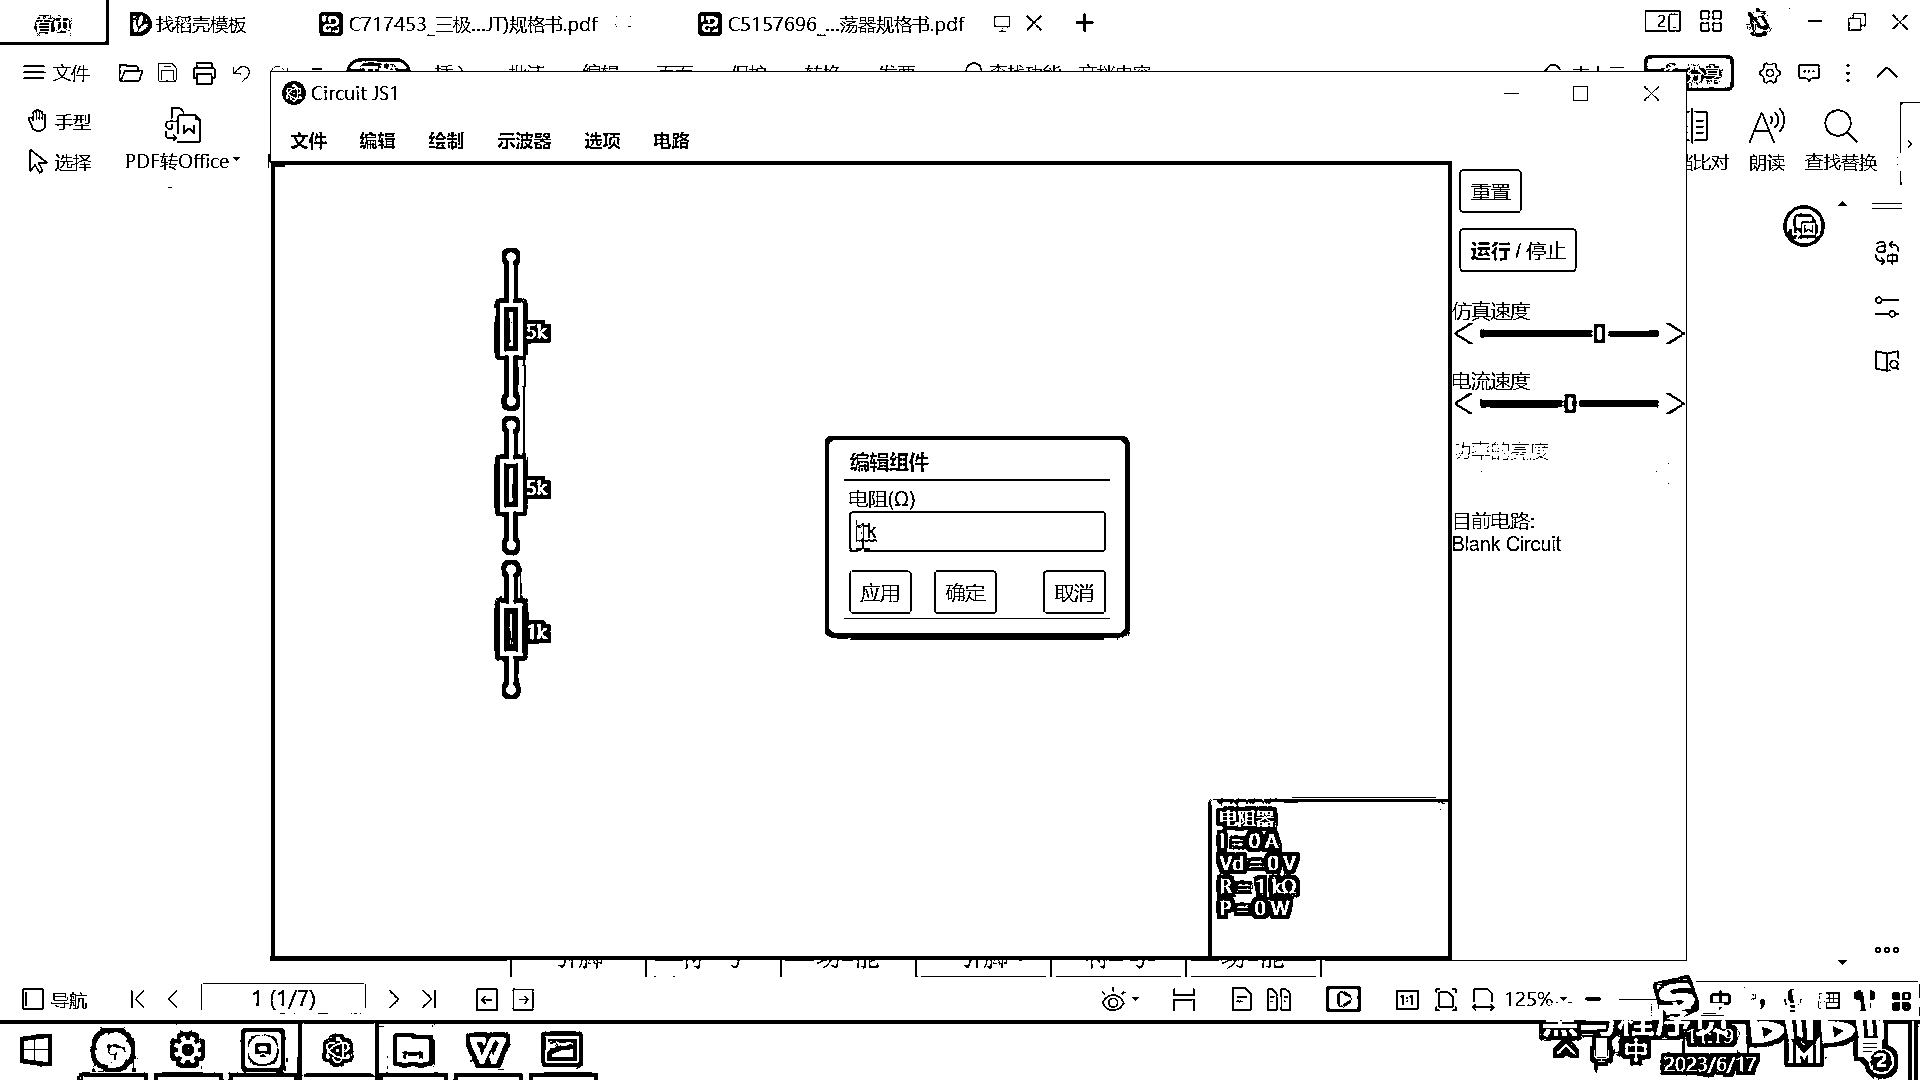 首页 找稻壳模板 C717453_三极...JT)规格书.pdf C5157696_...荡器规格书.pdf
文件
手型
选择
PDF转Office
比对 朗读 查找替换
Circuit JS1
文件 编辑 绘制 示波器 选项 电路
重置
运行 / 停止
仿真速度
电流速度
功率的亮度
目前电路:
Blank Circuit
5k
5k
1k
编辑组件
电阻(Ω)
1k
应用 确定 取消
电阻器
I = 0 A
Vd = 0 V
R = 1 kΩ
P = 0 W
导航 1 (1/7) 1:1 125%
中
中 14:19
2023/6/17
2